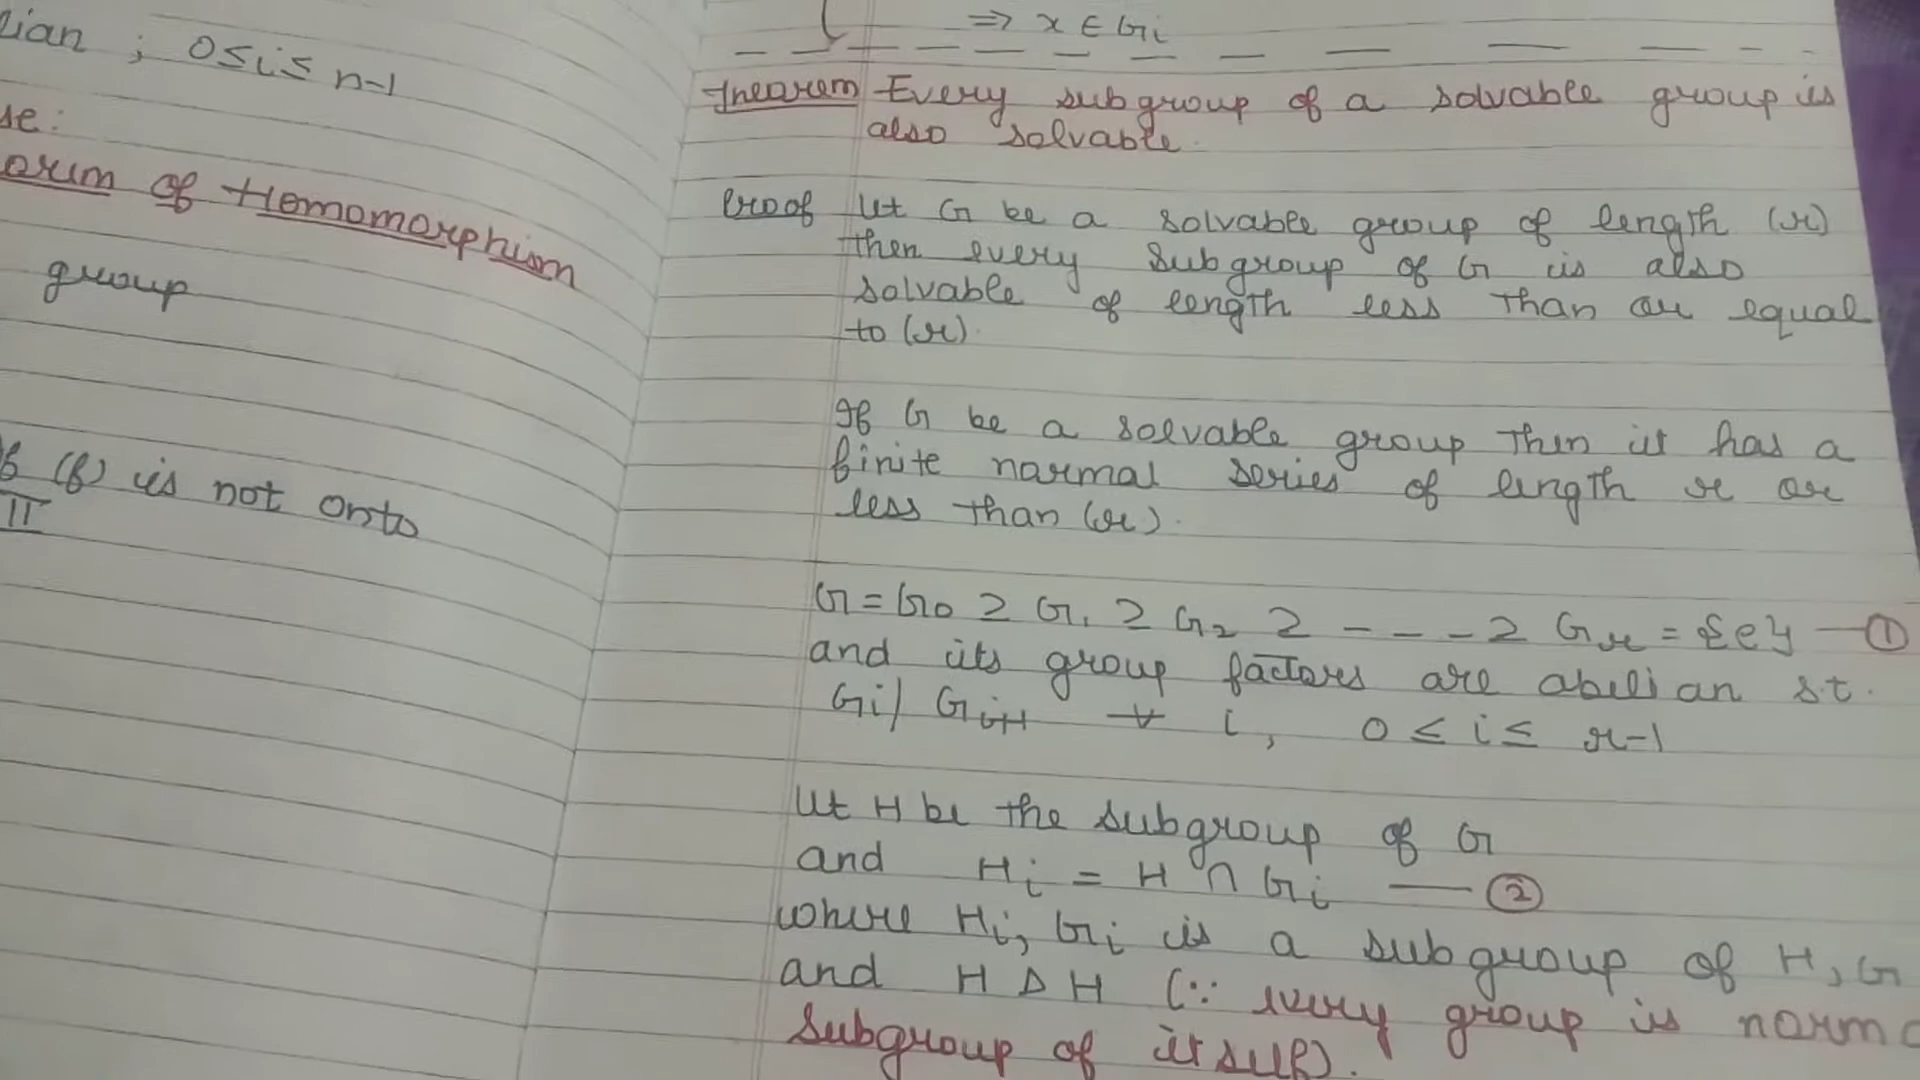 ; 0≤i≤ n-1
of Homomorphism
group
(f) is not onto
II
⇒ x ∈ Gi
Theorem Every subgroup of a solvable group is
also solvable.
Proof let G be a solvable group of length (r)
then every subgroup of G is also
solvable of length less than or equal
to (r).
If G be a solvable group then it has a
finite normal series of length r or
less than (r).
G = G0 ⊇ G1 ⊇ G2 ⊇ ---- ⊇ Gr = {e} — ①
and its group factors are abelian s.t.
Gi/Gi+1 ∀ i, 0 ≤ i ≤ r-1
let H be the subgroup of G
and Hi = H ∩ Gi — ②
where Hi, Gi is a subgroup of H, G
and H Δ H (∵ every group is
subgroup of itself).